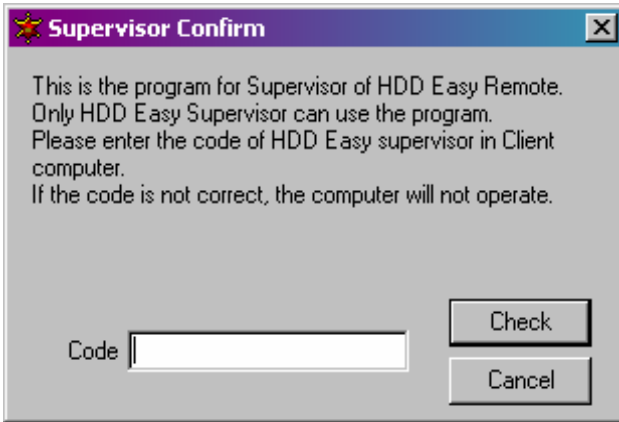 Supervisor Confirm
This is the program for Supervisor of HDD Easy Remote.
Only HDD Easy Supervisor can use the program.
Please enter the code of HDD Easy supervisor in Client
computer.
If the code is not correct, the computer will not operate.
Check
Code
Cancel